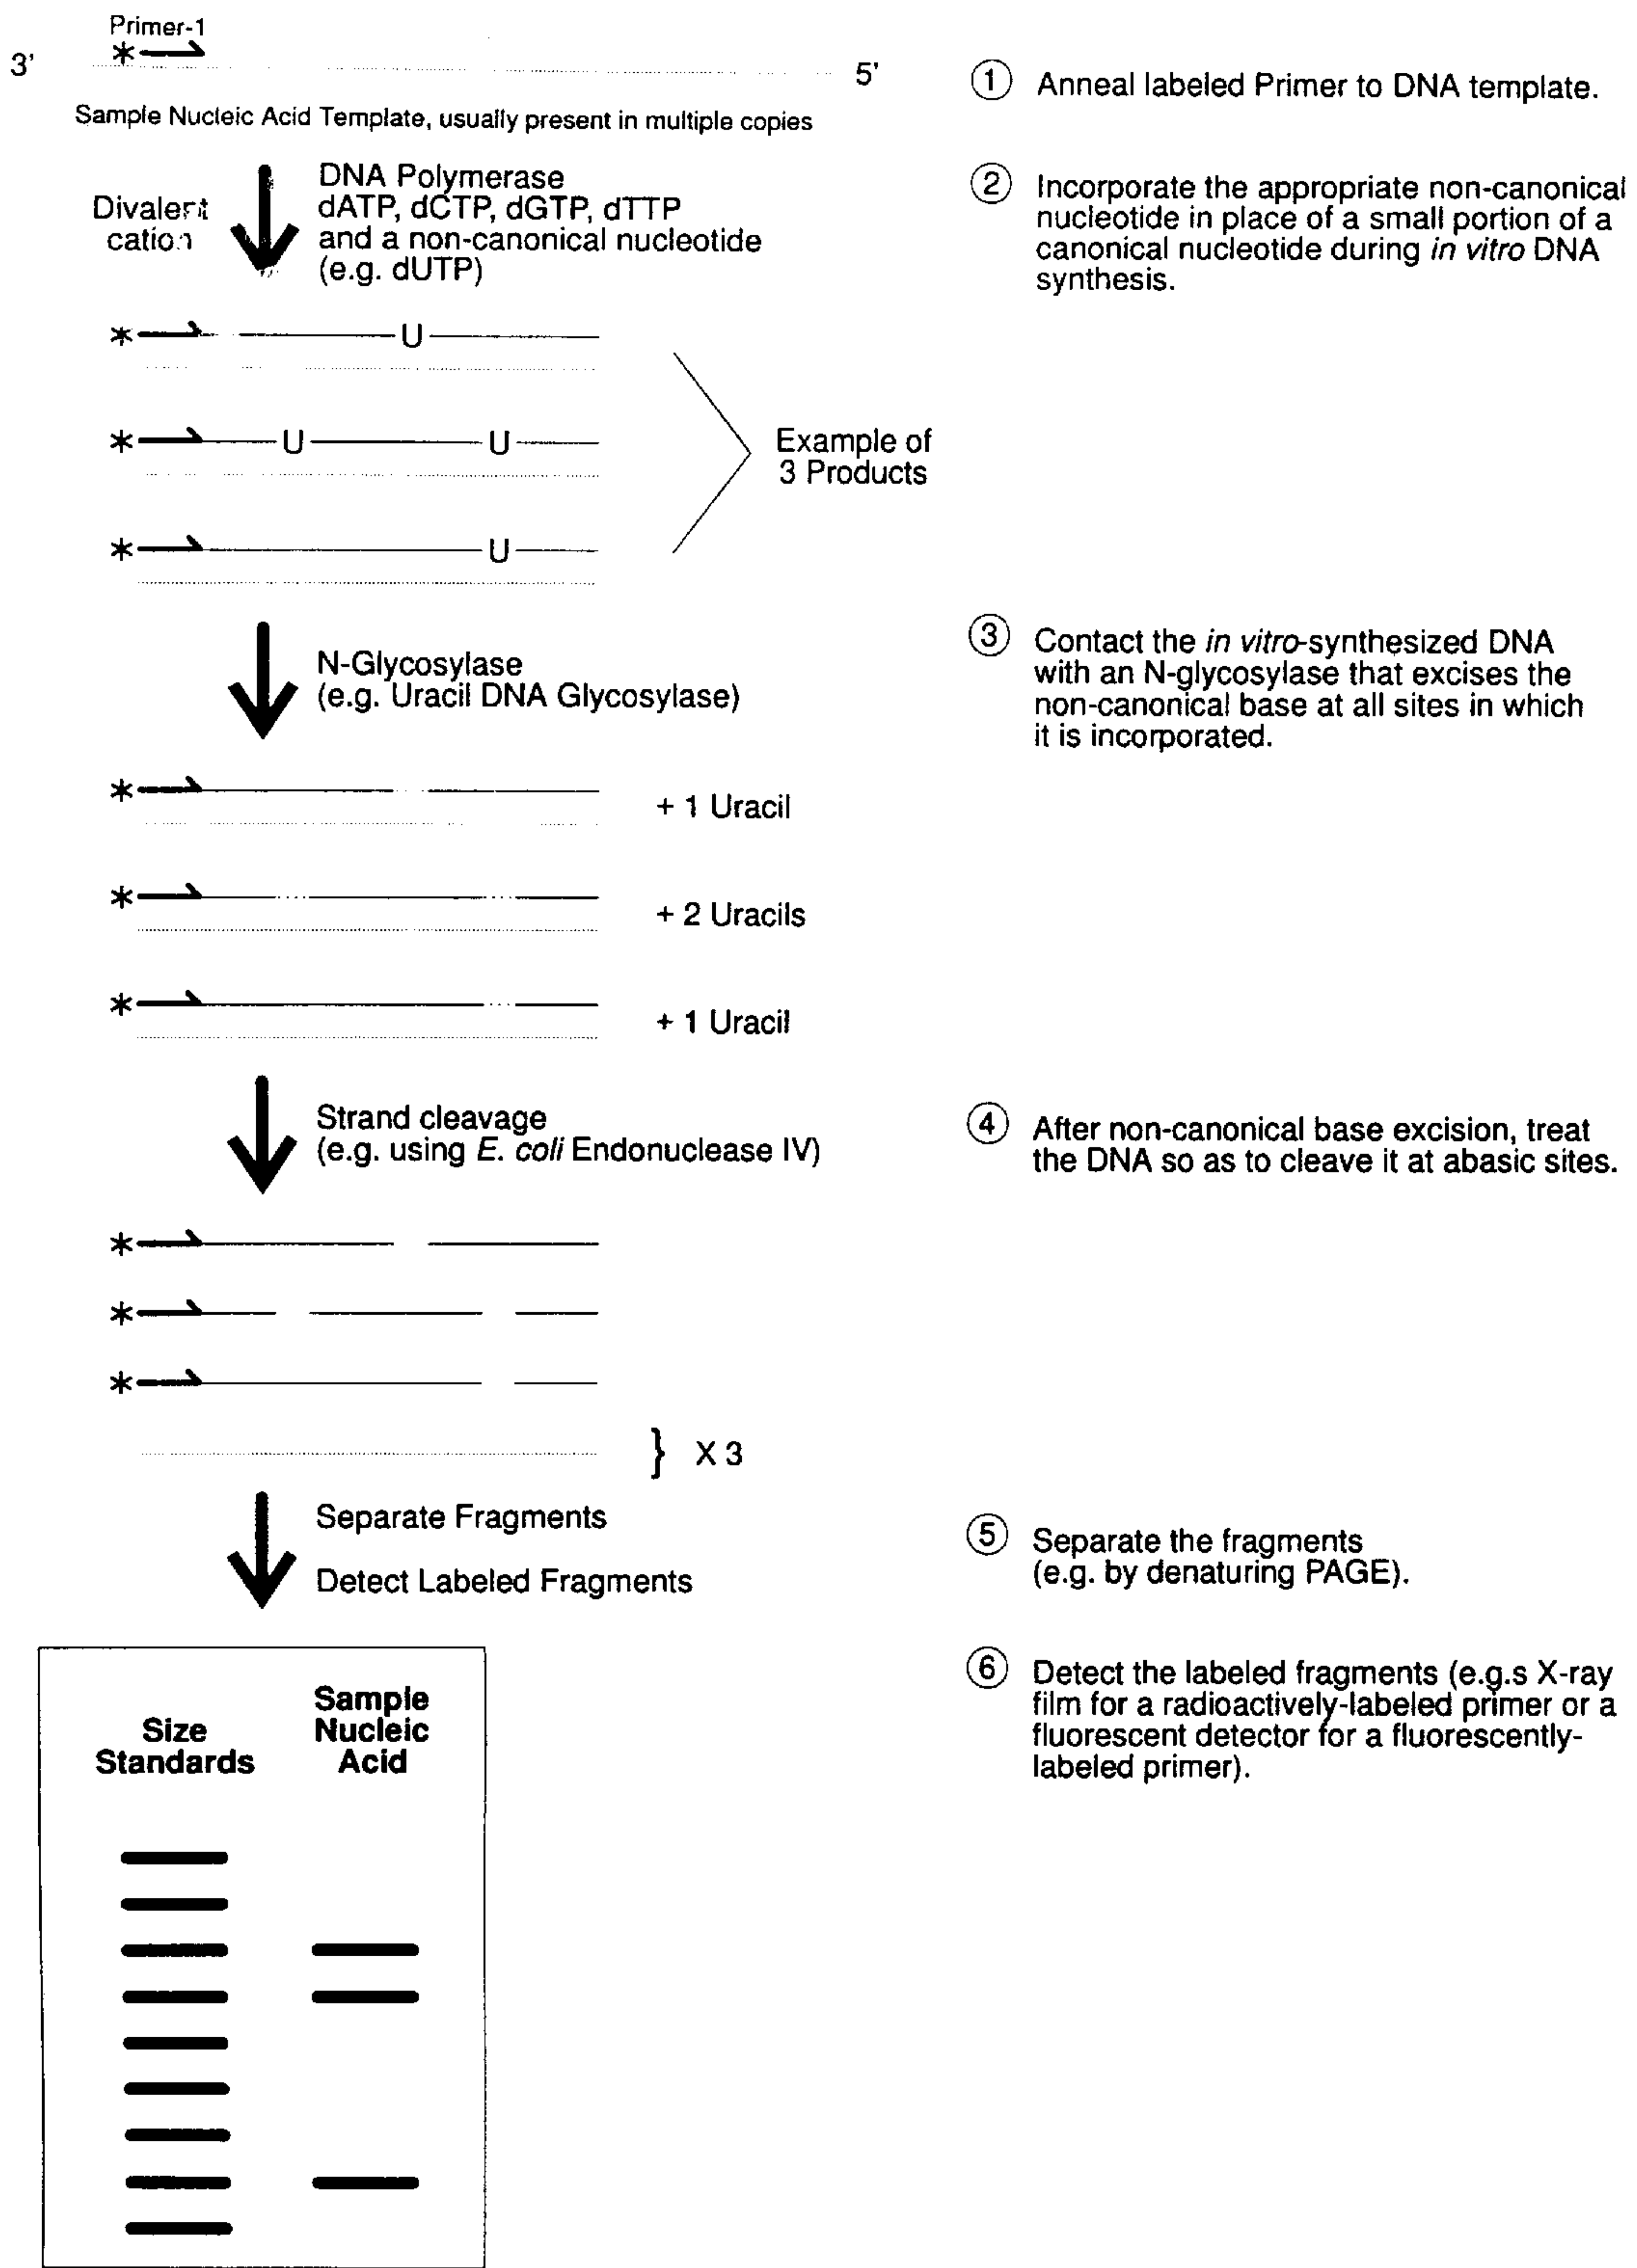 Primer-1
*
3'
5'
Sample Nucleic Acid Template, usually present in multiple copies
① Anneal labeled Primer to DNA template.
Divalent
cation
DNA Polymerase
dATP, dCTP, dGTP, dTTP
and a non-canonical nucleotide
(e.g. dUTP)
② Incorporate the appropriate non-canonical
nucleotide in place of a small portion of a
canonical nucleotide during in vitro DNA
synthesis.
* U
* U U
* U
Example of
3 Products
N-Glycosylase
(e.g. Uracil DNA Glycosylase)
③ Contact the in vitro-synthesized DNA
with an N-glycosylase that excises the
non-canonical base at all sites in which
it is incorporated.
* + 1 Uracil
* + 2 Uracils
* + 1 Uracil
Strand cleavage
(e.g. using E. coli Endonuclease IV)
④ After non-canonical base excision, treat
the DNA so as to cleave it at abasic sites.
*
*
*
} X 3
Separate Fragments
Detect Labeled Fragments
⑤ Separate the fragments
(e.g. by denaturing PAGE).
⑥ Detect the labeled fragments (e.g.s X-ray
film for a radioactively-labeled primer or a
fluorescent detector for a fluorescently-
labeled primer).
Size
Standards
Sample
Nucleic
Acid